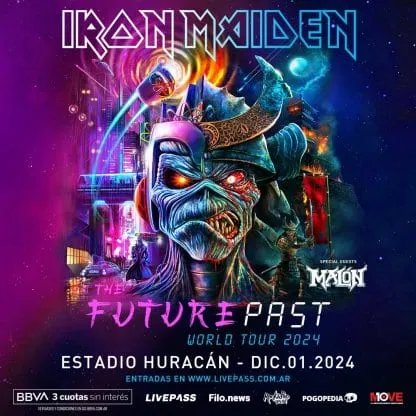 IRON MAIDEN
SPECIAL GUESTS
MALÓN
THE
FUTURE PAST
WORLD TOUR 2024
ESTADIO HURACÁN - DIC.01.2024
ENTRADAS EN WWW.LIVEPASS.COM.AR
BBVA 3 cuotas sin interés LIVEPASS Filo.news POGOPEDIA MOVE